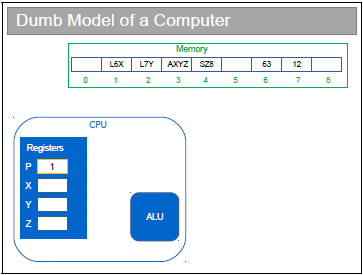 Dumb Model of a Computer
Memory
L6X L7Y AXYZ SZ8 63 12
0 1 2 3 4 5 6 7 8
CPU
Registers
P 1
X
Y
Z
ALU